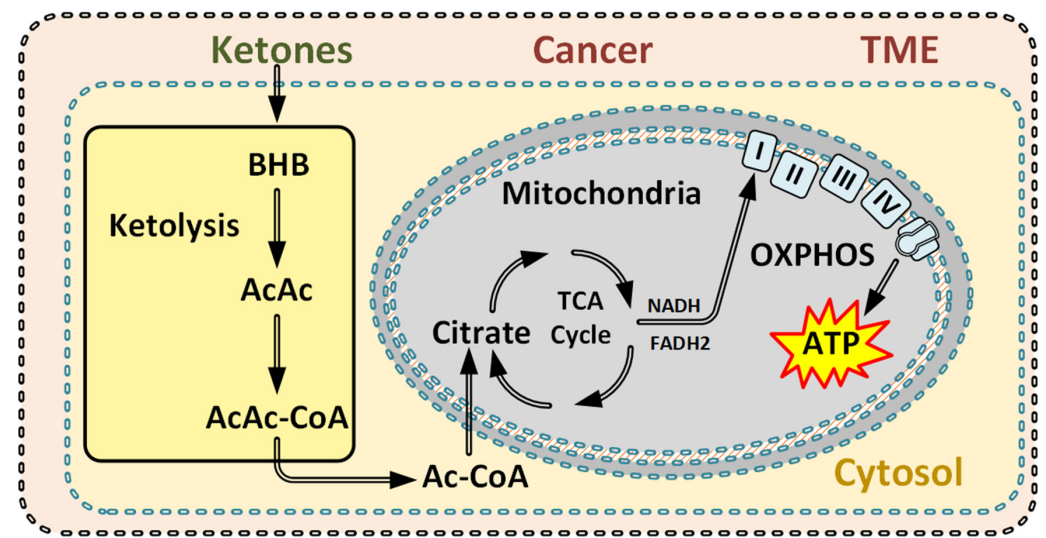 Ketones
Cancer
TME
BHB
Ketolysis
AcAc
AcAc-CoA
Ac-CoA
Mitochondria
I
II
III
IV
OXPHOS
TCA
Cycle
Citrate
NADH
FADH2
ATP
Cytosol